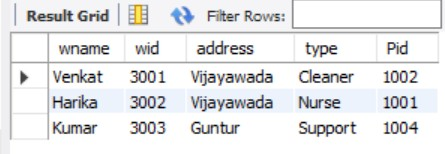 Result Grid Filter Rows:
wname wid address type Pid
Venkat 3001 Vijayawada Cleaner 1002
Harika 3002 Vijayawada Nurse 1001
Kumar 3003 Guntur Support 1004